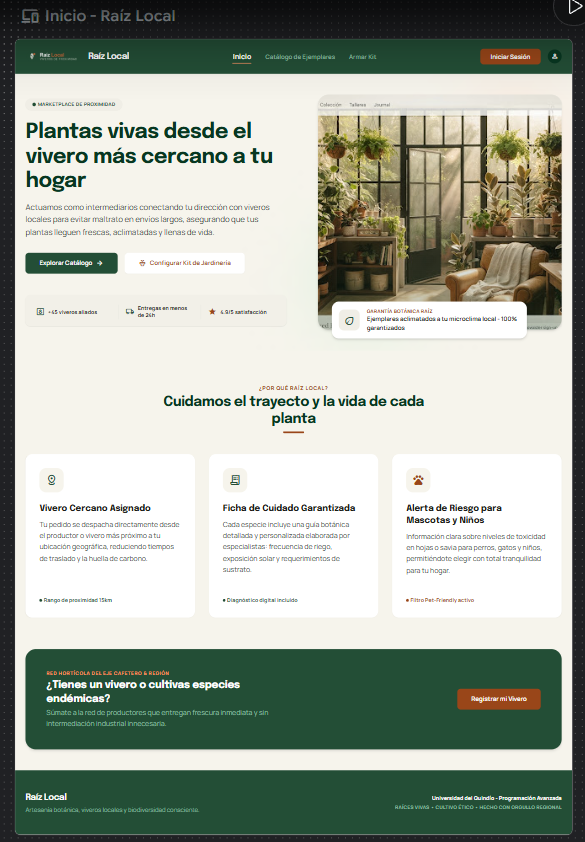 Inicio - Raíz Local
Raíz Local
Raíz Local
Inicio
Catálogo de Ejemplares
Armar Kit
Iniciar Sesión
MARKETPLACE DE PROXIMIDAD
Plantas vivas desde el
vivero más cercano a tu
hogar
Actuamos como intermediarios conectando tu dirección con viveros
locales para evitar maltrato en envíos largos, asegurando que tus
plantas lleguen frescas, aclimatadas y llenas de vida.
Explorar Catálogo →
Configurar Kit de Jardinería
+45 viveros aliados
Entregas en menos
de 24h
4.9/5 satisfacción
Colección Talleres Journal
GARANTÍA BOTÁNICA RAÍZ
Ejemplares aclimatados a tu microclima local - 100%
garantizados
¿POR QUÉ RAÍZ LOCAL?
Cuidamos el trayecto y la vida de cada
planta
Vivero Cercano Asignado
Tu pedido se despacha directamente desde
el productor o vivero más próximo a tu
ubicación geográfica, reduciendo tiempos
de traslado y la huella de carbono.
Rango de proximidad 15km
Ficha de Cuidado Garantizada
Cada especie incluye una guía botánica
detallada y personalizada elaborada por
especialistas: frecuencia de riego,
exposición solar y requerimientos de
sustrato.
Diagnóstico digital incluido
Alerta de Riesgo para
Mascotas y Niños
Información clara sobre niveles de toxicidad
en hojas o savia para perros, gatos y niños,
permitiéndote elegir con total tranquilidad
para tu hogar.
Filtro Pet-Friendly activo
RED HORTÍCOLA DEL EJE CAFETERO & REGIÓN
¿Tienes un vivero o cultivas especies
endémicas?
Súmate a la red de productores que entregan frescura inmediata y sin
intermediación industrial innecesaria.
Registrar mi Vivero
Raíz Local
Artesanía botánica, viveros locales y biodiversidad consciente.
Universidad del Quindío - Programación Avanzada
RAÍCES VIVAS • CULTIVO ÉTICO • HECHO CON ORGULLO REGIONAL